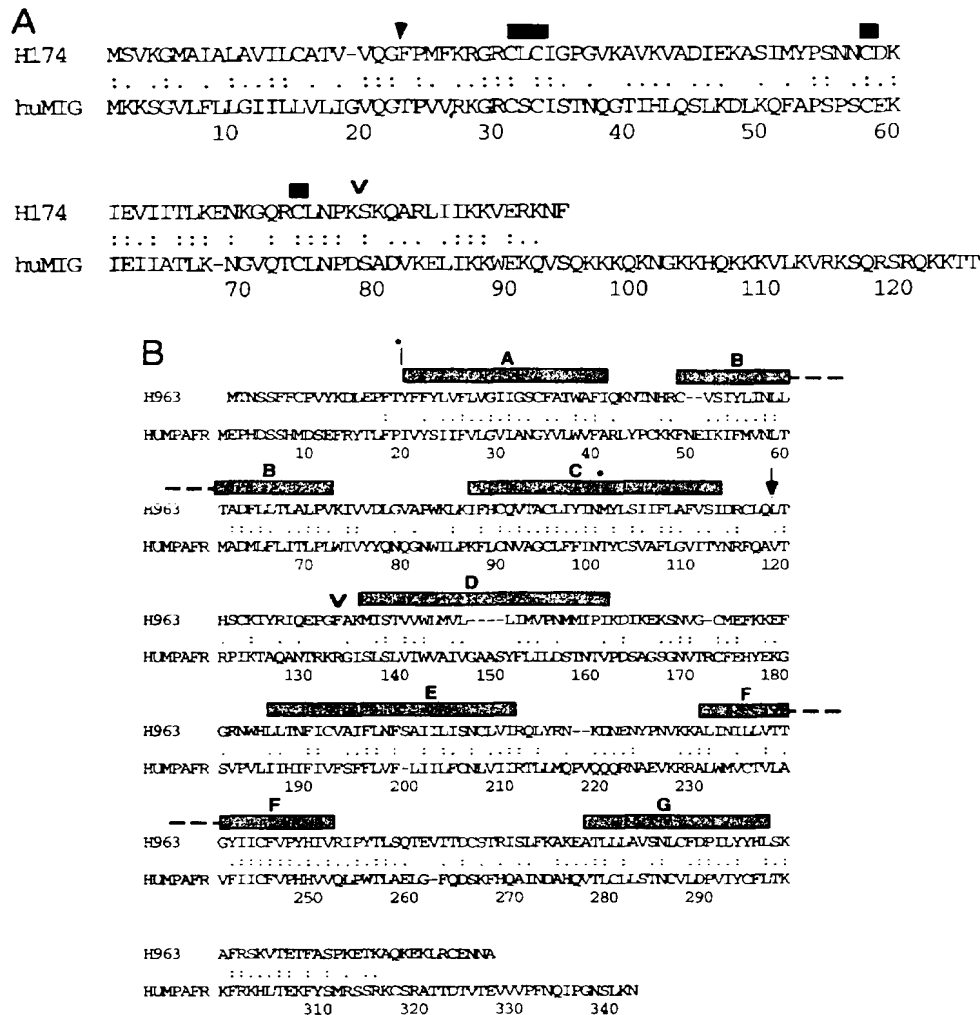 A
H174 MSVKGMAIALAVILCATV-VQGFPMFKRGRCLCIGPGVKAVKVADIEKASIMYPSNNCDK
huMIG MKKSGVLFLLGIILLVLIGVQGTPVVRKGRCSCISTNQGTIHLQSLKDLKQFAPSPSCEK
10 20 30 40 50 60
H174 IEVIITLKENKGQRCLNPKSKQARLIIKKVERKNF
huMIG IEIIATLK-NGVQTCLNPDSADVKELIKKWEKQVSQKKKQKNGKKHQKKKVLKVRKSQRSRQKKTT
70 80 90 100 110 120
B
A B
H963 MTNSSFFCPVYKDLEPFTYFFYLVFLVGIIGSCFATWAFIQKNTNHRC--VSIYLINLL
HUMPAFR MEPHDSSHMDSEFRYTLFPIVYSIIFVLGVIANGYVLWVFARLYPCKKFNEIKIFMVNLT
10 20 30 40 50 60
B C
H963 TADFLLTLALPVKIVVDLGVAPWKLKIFHCQVTACLIYINMYLSIIFLAFVSIDRCLQLT
HUMPAFR MADMLFLITLPLWIVYYQNQGNWILPKFLCNVAGCLFFINTYCSVAFLGVITYNRFQAVT
70 80 90 100 110 120
D
H963 HSCKIYRIQEPGFAKMISTVVWLMVL----LIMVPNMMIPIKDIKEKSNVG-CMEFKKEF
HUMPAFR RPIKTAQANTRKRGISLSLVIWVAIVGAASYFLILDSTNTVPDSAGSGNVTRCFEHYEKG
130 140 150 160 170 180
E F
H963 GRNWHLLTNFICVAIFLNFSAIILISNCLVIRQLYRN--KDNENYPNVKKALINILLVTT
HUMPAFR SVPVLIIHIFIVFSFFLVF-LIILFCNLVIIRTLLMQPVQQQRNAEVKRRALWMVCTVLA
190 200 210 220 230
F G
H963 GYIICFVPYHIVRIPYTLSQTEVITDCSTRISLFKAKEATLLLAVSNLCFDPILYYHLSK
HUMPAFR VFIICFVPHHVVQLPWTLAELG-FQDSKFHQAINDAHQVTLCLLSTNCVLDPVIYCFLTK
250 260 270 280 290
H963 AFRSKVTETFASPKETKAQKEKLRCENNA
HUMPAFR KFRKHLTEKFYSMRSSRKCSRATTDTVTEVVVPFNQIPGNSLKN
310 320 330 340